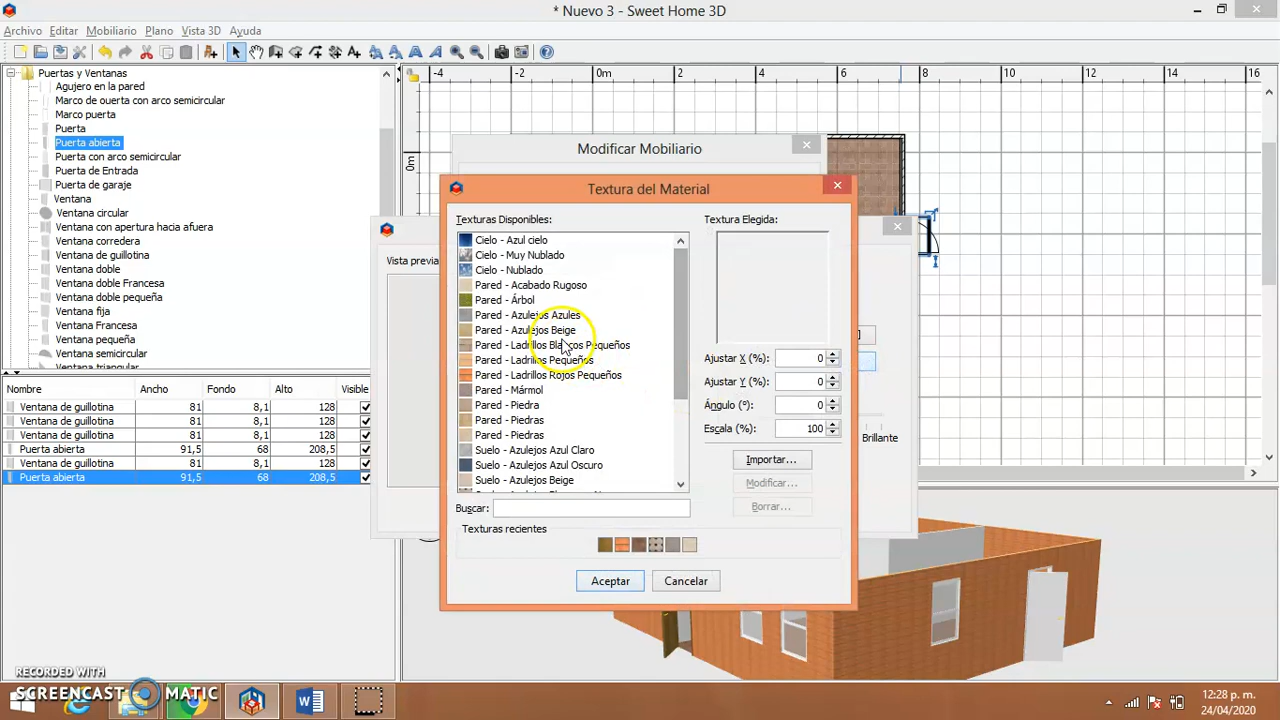 * Nuevo 3 - Sweet Home 3D
Archivo Editar Mobiliario Plano Vista 3D Ayuda
Puertas y Ventanas
Agujero en la pared
Marco de ouerta con arco semicircular
Marco puerta
Puerta
Puerta abierta
Puerta con arco semicircular
Puerta de Entrada
Puerta de garaje
Ventana
Ventana circular
Ventana con apertura hacia afuera
Ventana corredera
Ventana de guillotina
Ventana doble
Ventana doble Francesa
Ventana doble pequeña
Ventana fija
Ventana Francesa
Ventana pequeña
Ventana semicircular
Nombre Ancho Fondo Alto Visible
Ventana de guillotina 81 8,1 128
Ventana de guillotina 81 8,1 128
Ventana de guillotina 81 8,1 128
Puerta abierta 91,5 68 208,5
Ventana de guillotina 81 8,1 128
Puerta abierta 91,5 68 208,5
-4 -2 0m 2 4 6 8 10 12 14 16
0m
Modificar Mobiliario
Vista previa
Textura del Material
Texturas Disponibles:
Cielo - Azul cielo
Cielo - Muy Nublado
Cielo - Nublado
Pared - Acabado Rugoso
Pared - Árbol
Pared - Azulejos Azules
Pared - Azulejos Beige
Pared - Ladrillos Blancos Pequeños
Pared - Ladrillos Pequeños
Pared - Ladrillos Rojos Pequeños
Pared - Mármol
Pared - Piedra
Pared - Piedras
Pared - Piedras
Suelo - Azulejos Azul Claro
Suelo - Azulejos Azul Oscuro
Suelo - Azulejos Beige
Textura Elegida:
Ajustar X (%): 0
Ajustar Y (%): 0
Ángulo (°): 0
Escala (%): 100
Importar...
Modificar...
Borrar...
Buscar:
Texturas recientes
Aceptar Cancelar
Brillante
RECORDED WITH
SCREENCAST MATIC
12:28 p. m.
24/04/2020